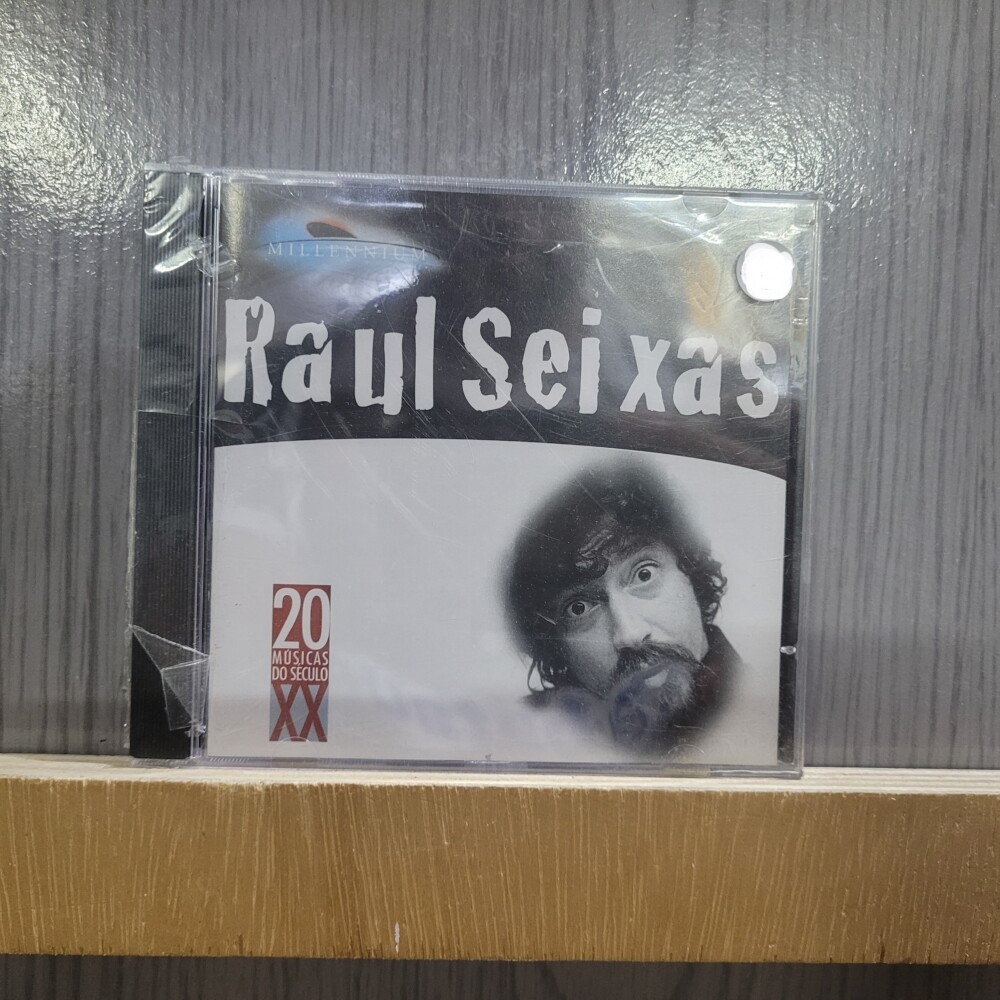 MILLENNIUM
Raul Seixas
20
MÚSICAS
DO SÉCULO
XX